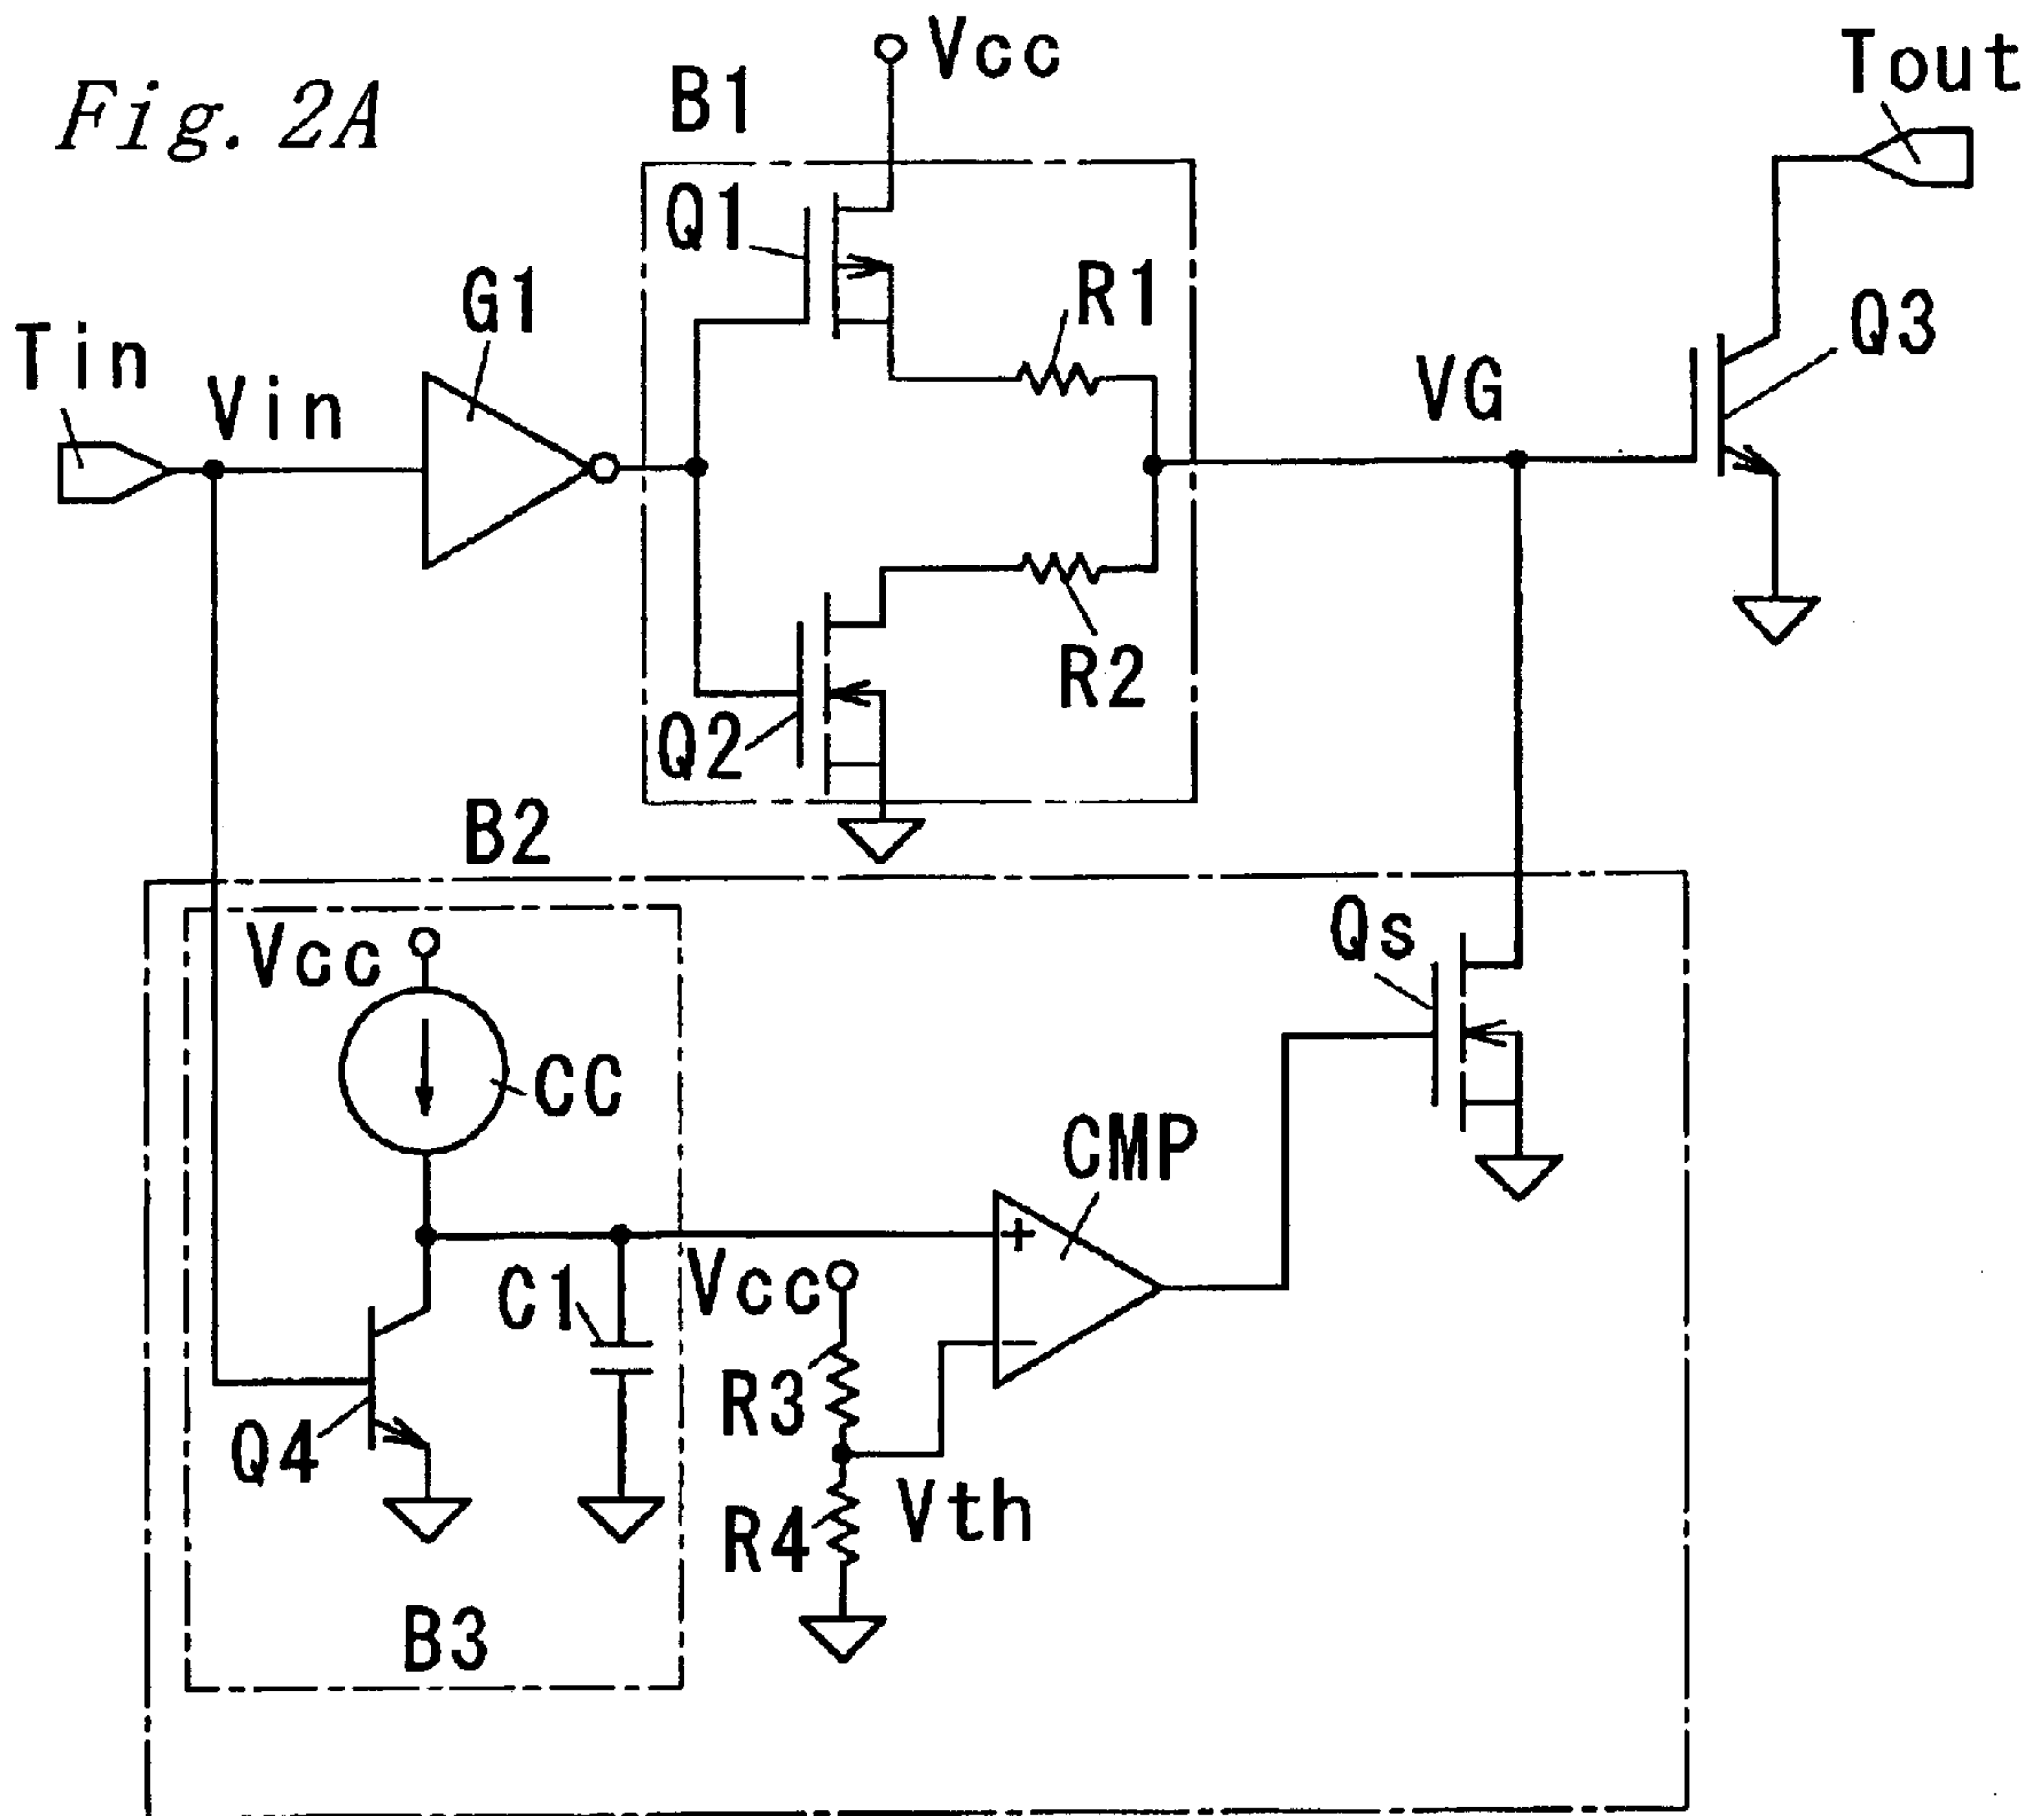 Fig. 2A
Vcc
Tout
B1
Q1
G1
R1
Q3
Tin
Vin
VG
R2
Q2
B2
Vcc
Qs
CC
CMP
+
C1
Vcc
−
R3
Q4
Vth
R4
B3